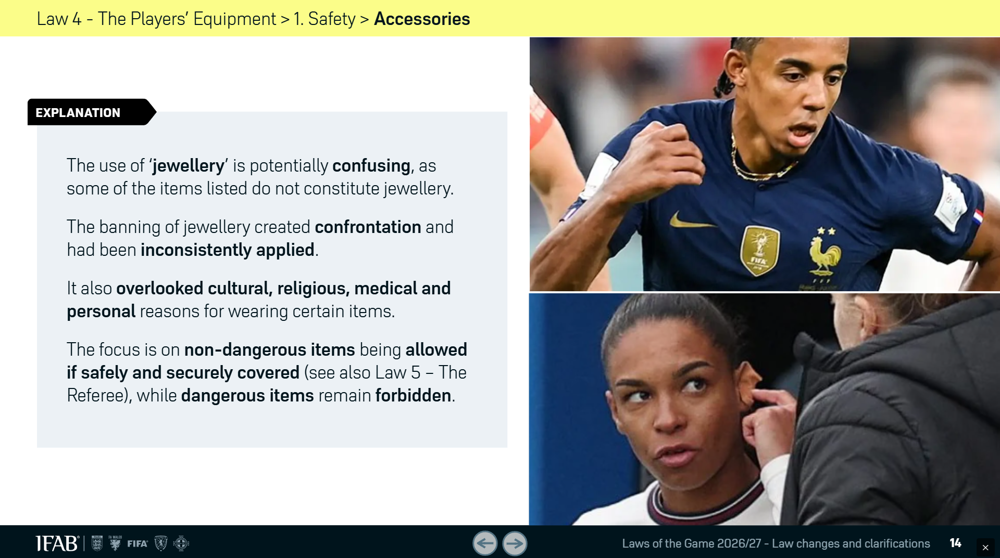 Law 4 - The Players’ Equipment > 1. Safety > Accessories
EXPLANATION
The use of ‘jewellery’ is potentially confusing, as
some of the items listed do not constitute jewellery.
The banning of jewellery created confrontation and
had been inconsistently applied.
It also overlooked cultural, religious, medical and
personal reasons for wearing certain items.
The focus is on non-dangerous items being allowed
if safely and securely covered (see also Law 5 – The
Referee), while dangerous items remain forbidden.
FIFA
FFF
IFAB
FA WALES
FIFA
Laws of the Game 2026/27 - Law changes and clarifications
14